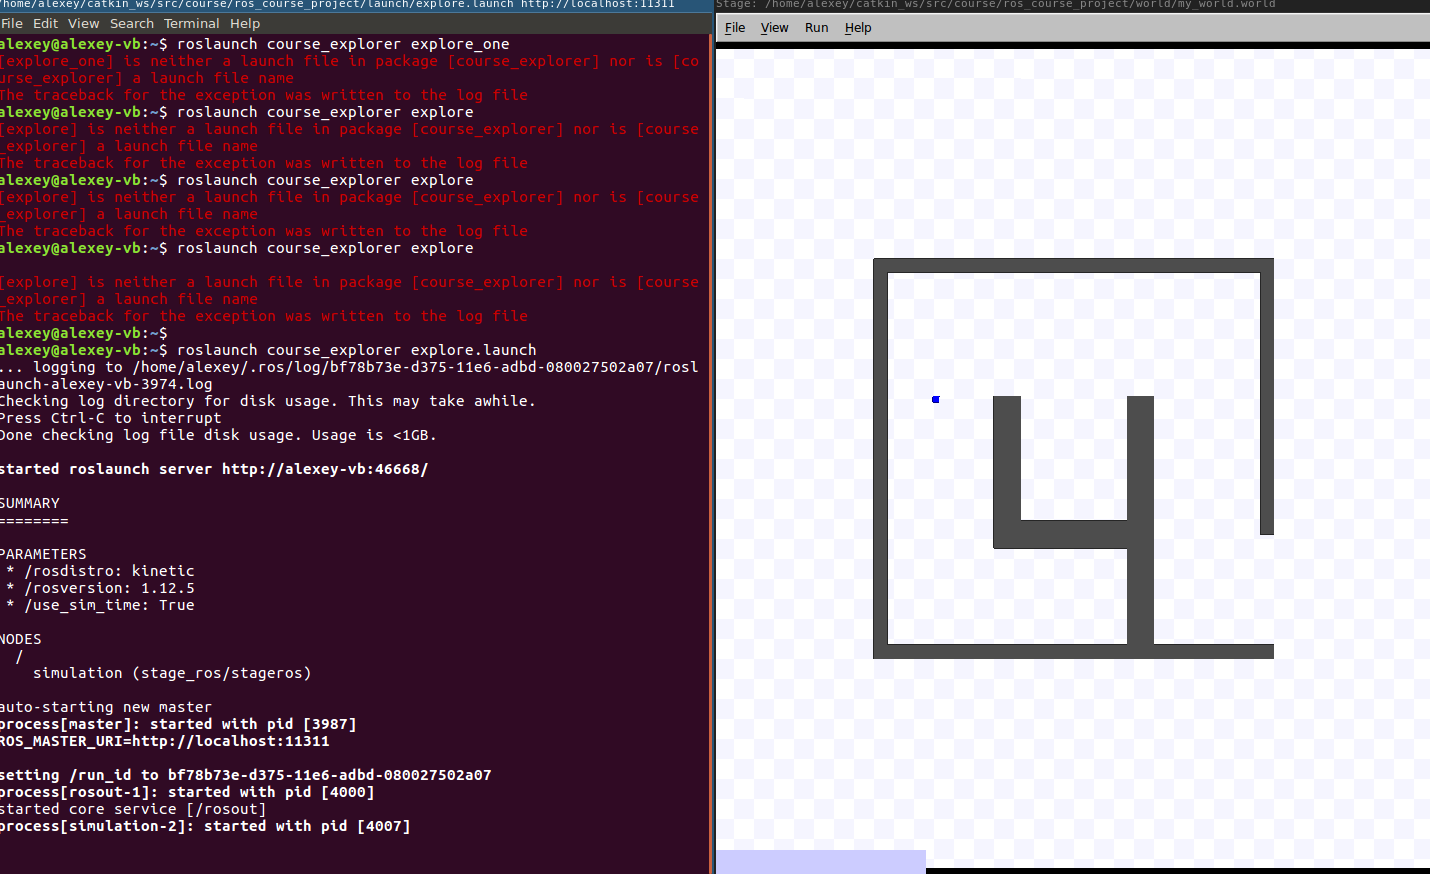 /home/alexey/catkin_ws/src/course/ros_course_project/launch/explore.launch http://localhost:11311
File Edit View Search Terminal Help
alexey@alexey-vb:~$ roslaunch course_explorer explore_one
[explore_one] is neither a launch file in package [course_explorer] nor is [co
urse_explorer] a launch file name
The traceback for the exception was written to the log file
alexey@alexey-vb:~$ roslaunch course_explorer explore
[explore] is neither a launch file in package [course_explorer] nor is [course
_explorer] a launch file name
The traceback for the exception was written to the log file
alexey@alexey-vb:~$ roslaunch course_explorer explore
[explore] is neither a launch file in package [course_explorer] nor is [course
_explorer] a launch file name
The traceback for the exception was written to the log file
alexey@alexey-vb:~$ roslaunch course_explorer explore
[explore] is neither a launch file in package [course_explorer] nor is [course
_explorer] a launch file name
The traceback for the exception was written to the log file
alexey@alexey-vb:~$
alexey@alexey-vb:~$ roslaunch course_explorer explore.launch
... logging to /home/alexey/.ros/log/bf78b73e-d375-11e6-adbd-080027502a07/rosl
aunch-alexey-vb-3974.log
Checking log directory for disk usage. This may take awhile.
Press Ctrl-C to interrupt
Done checking log file disk usage. Usage is <1GB.
started roslaunch server http://alexey-vb:46668/
SUMMARY
========
PARAMETERS
* /rosdistro: kinetic
* /rosversion: 1.12.5
* /use_sim_time: True
NODES
/
simulation (stage_ros/stageros)
auto-starting new master
process[master]: started with pid [3987]
ROS_MASTER_URI=http://localhost:11311
setting /run_id to bf78b73e-d375-11e6-adbd-080027502a07
process[rosout-1]: started with pid [4000]
started core service [/rosout]
process[simulation-2]: started with pid [4007]
Stage: /home/alexey/catkin_ws/src/course/ros_course_project/world/my_world.world
File View Run Help